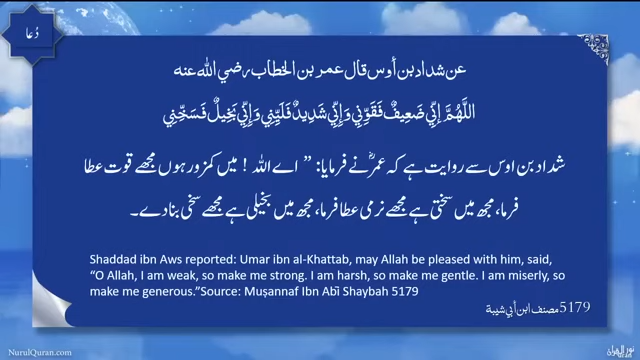 دُعا
عن شداد بن أوس قال عمر بن الخطاب رضي الله عنه
اللَّهُمَّ إِنِّي ضَعِيفٌ فَقَوِّنِي وَإِنِّي شَدِيدٌ فَلَيِّنِّي وَإِنِّي بَخِيلٌ فَسَخِّنِي
شداد بن اوس سے روایت ہے کہ عمرؓ نے فرمایا: ” اے اللہ ! میں کمزور ہوں مجھے قوت عطا
فرما، مجھ میں سختی ہے مجھے نرمی عطا فرما، مجھ میں بخیلی ہے مجھے سخی بنا دے۔
Shaddad ibn Aws reported: Umar ibn al-Khattab, may Allah be pleased with him, said,
“O Allah, I am weak, so make me strong. I am harsh, so make me gentle. I am miserly, so
make me generous.”Source: Muṣannaf Ibn Abī Shaybah 5179
5179 مصنف ابن أبي شيبة
NurulQuran.com
نور القرآن